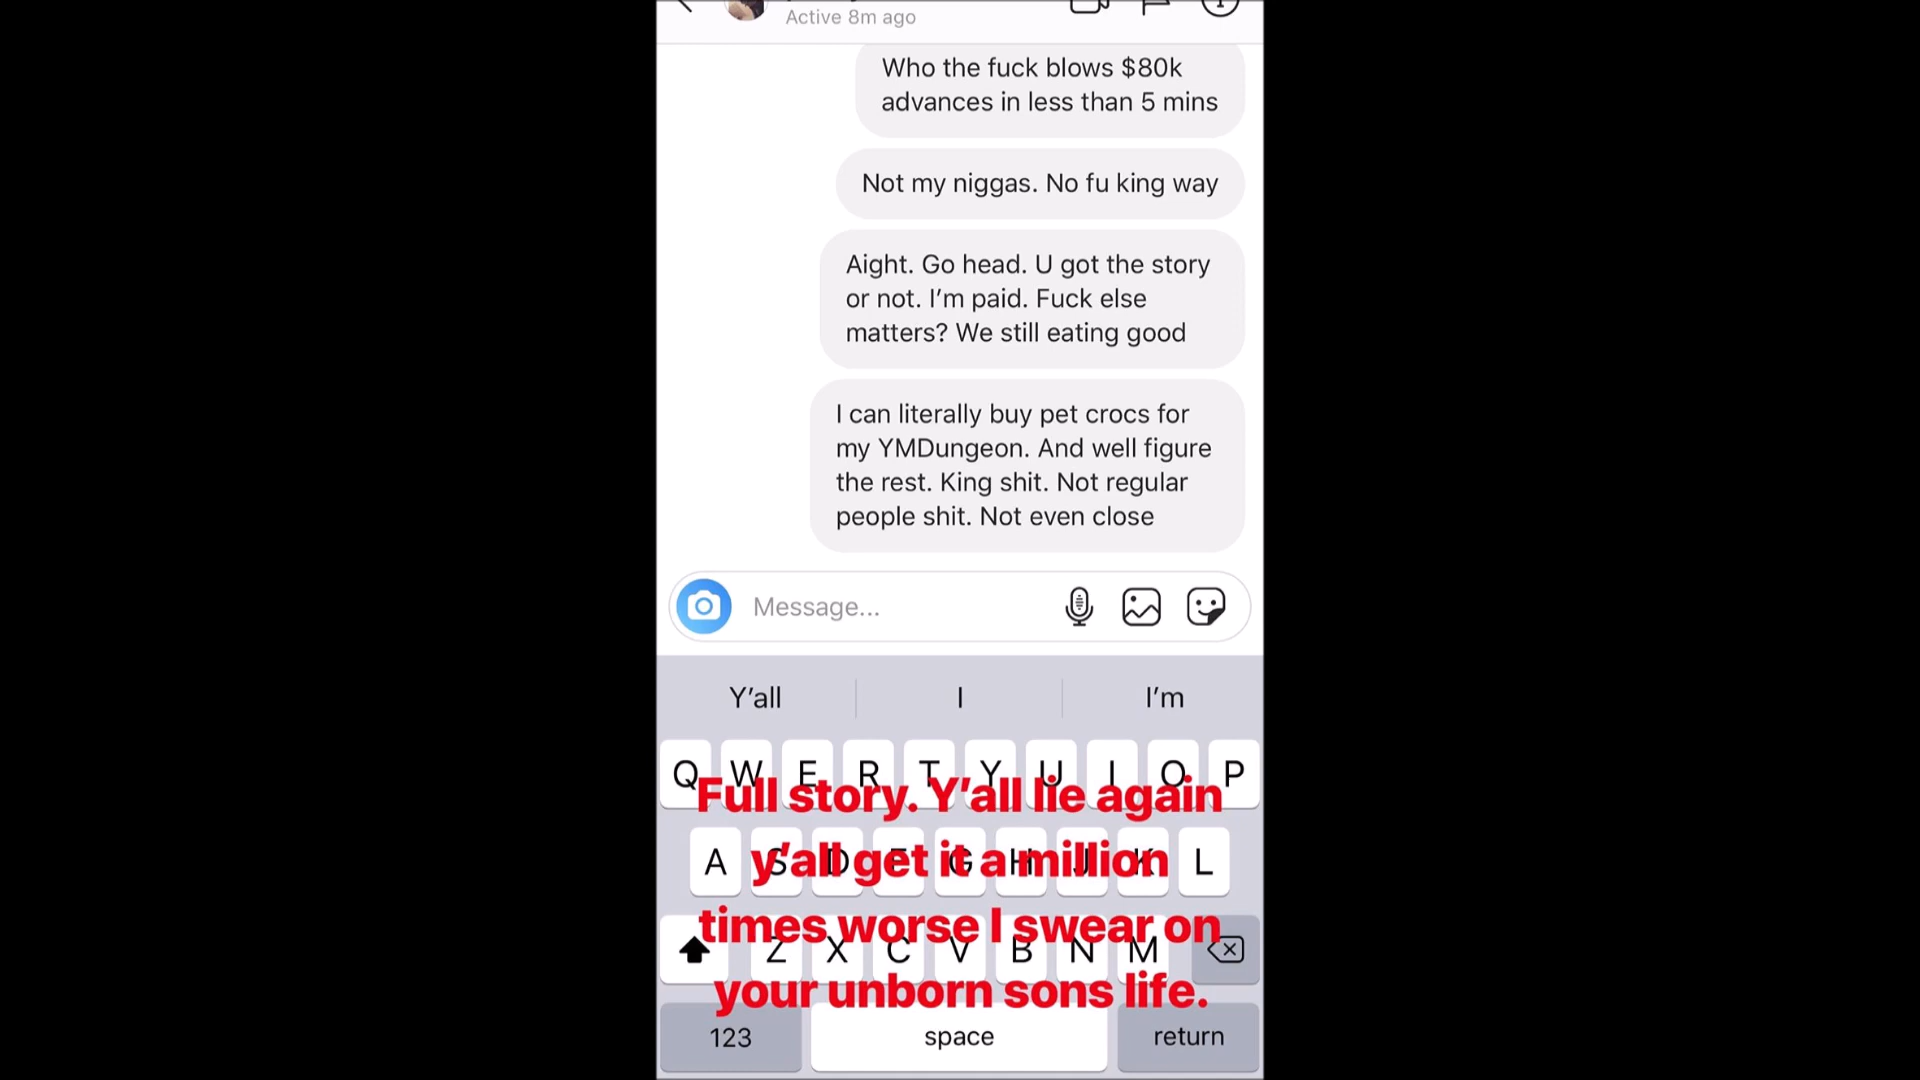 Active 8m ago
Who the fuck blows $80k
advances in less than 5 mins
Not my niggas. No fu king way
Aight. Go head. U got the story
or not. I’m paid. Fuck else
matters? We still eating good
I can literally buy pet crocs for
my YMDungeon. And well figure
the rest. King shit. Not regular
people shit. Not even close
Message...
Y’all I I’m
Q W E R T Y U I O P
Full story. Y’all lie again
A S D F G H J K L
y’all get it a million
times worse I swear on
Z X C V B N M
your unborn sons life.
123 space return